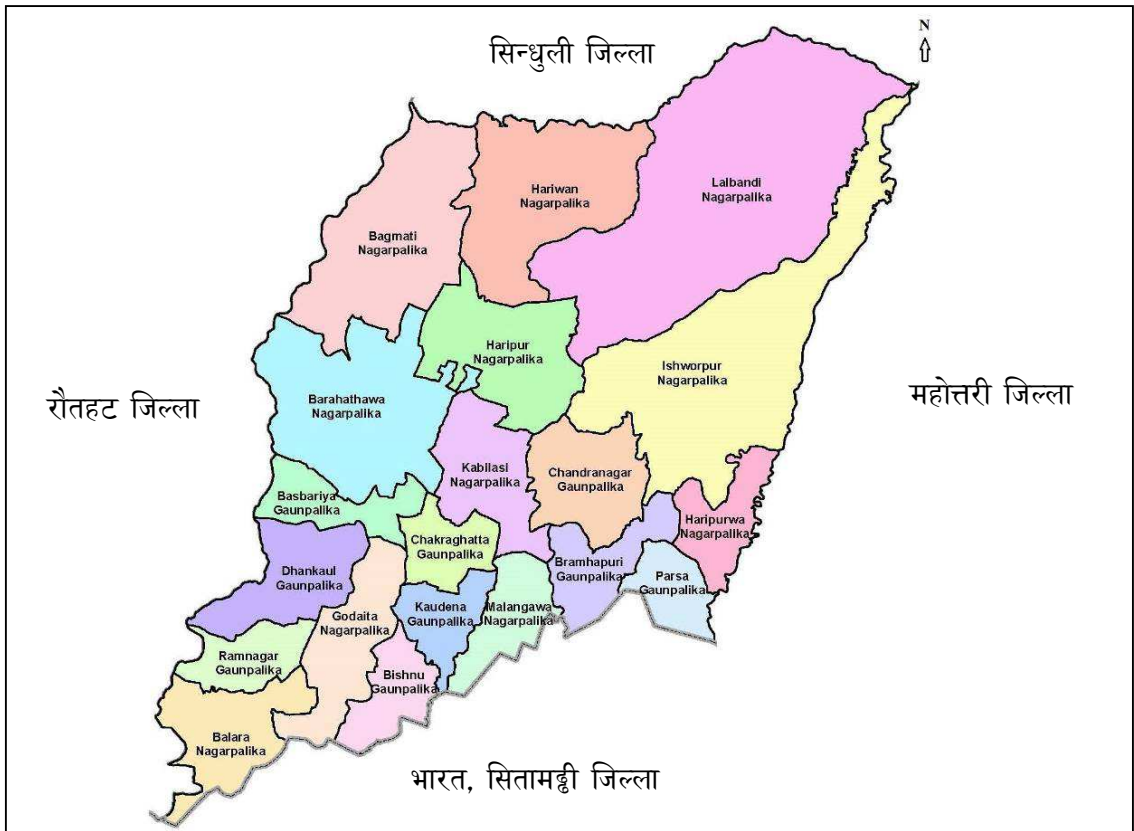 सिन्धुली जिल्ला
N
Lalbandi
Nagarpalika
Hariwan
Nagarpalika
Bagmati
Nagarpalika
Haripur
Nagarpalika
Ishworpur
Nagarpalika
रौतहट जिल्ला
महोत्तरी जिल्ला
Barahathawa
Nagarpalika
Kabilasi
Nagarpalika
Chandranagar
Gaunpalika
Basbariya
Gaunpalika
Haripurwa
Nagarpalika
Chakraghatta
Gaunpalika
Bramhapuri
Gaunpalika
Dhankaul
Gaunpalika
Parsa
Gaunpalika
Godaita
Nagarpalika
Kaudena
Gaunpalika
Malangawa
Nagarpalika
Ramnagar
Gaunpalika
Bishnu
Gaunpalika
Balara
Nagarpalika
भारत, सितामढ्ढी जिल्ला